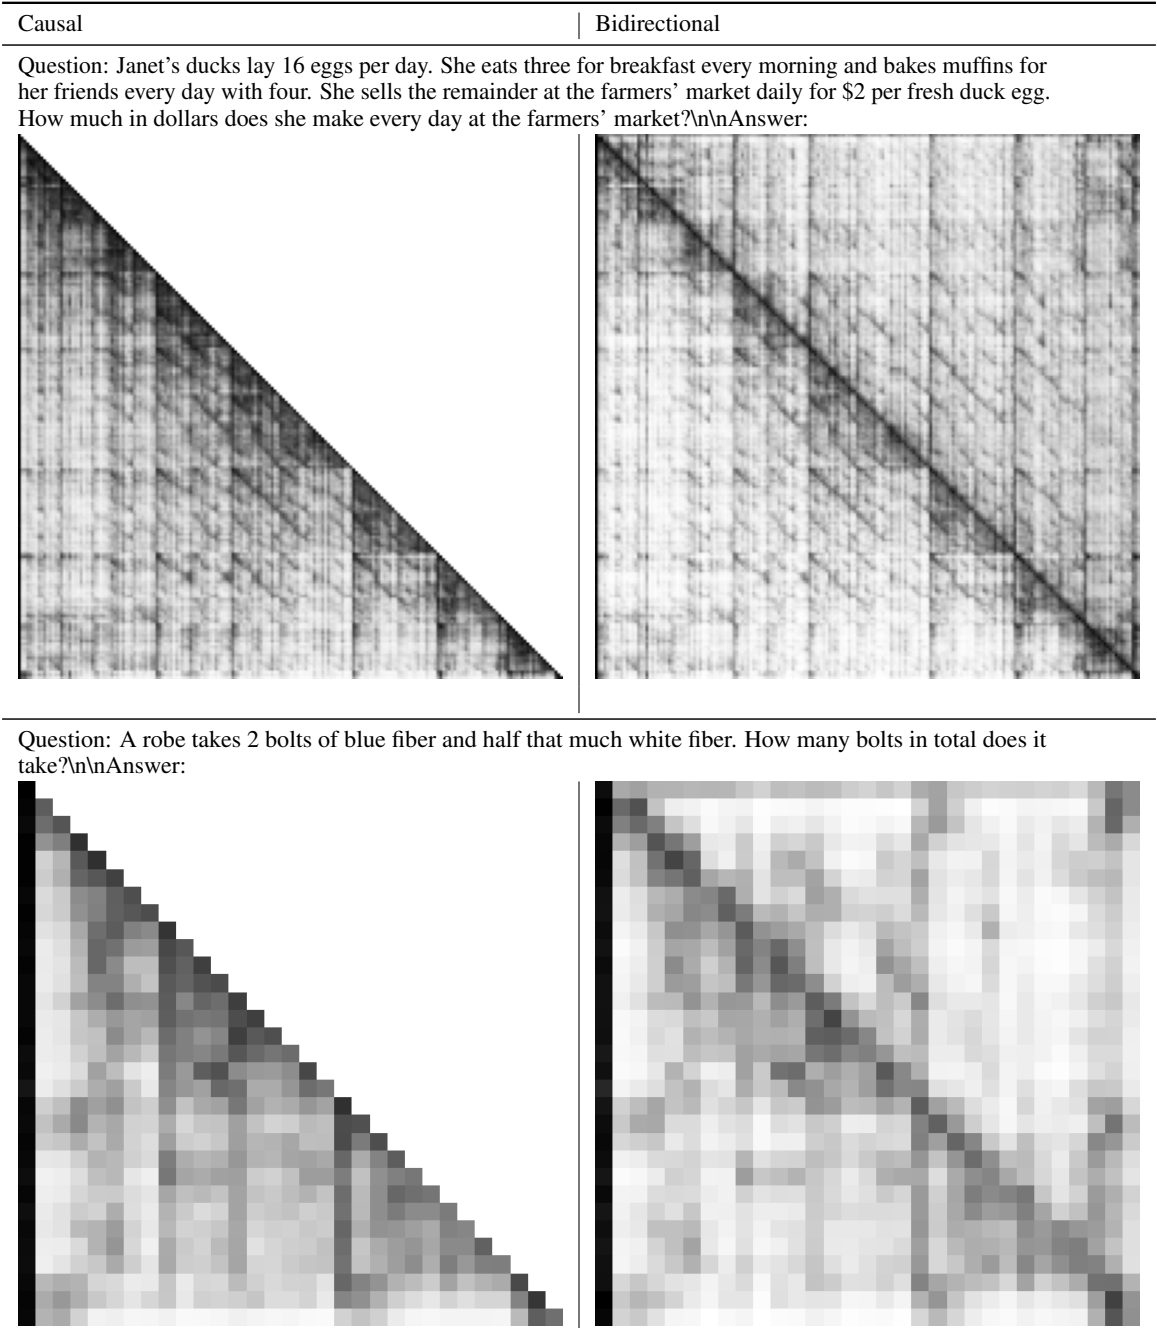 Causal
Bidirectional
Question: Janet’s ducks lay 16 eggs per day. She eats three for breakfast every morning and bakes muffins for
her friends every day with four. She sells the remainder at the farmers’ market daily for $2 per fresh duck egg.
How much in dollars does she make every day at the farmers’ market?\n\nAnswer:
Question: A robe takes 2 bolts of blue fiber and half that much white fiber. How many bolts in total does it
take?\n\nAnswer: